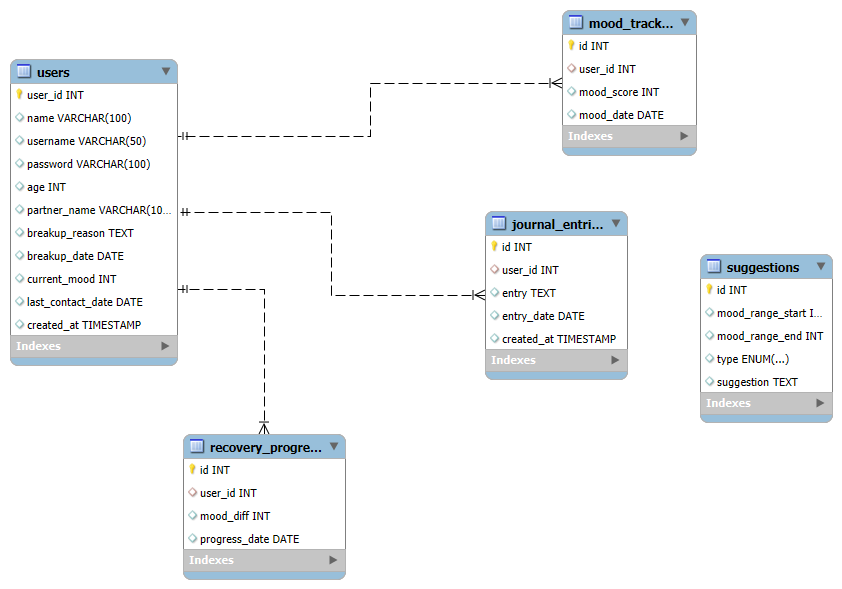 users
user_id INT
name VARCHAR(100)
username VARCHAR(50)
password VARCHAR(100)
age INT
partner_name VARCHAR(10...
breakup_reason TEXT
breakup_date DATE
current_mood INT
last_contact_date DATE
created_at TIMESTAMP
Indexes
mood_track...
id INT
user_id INT
mood_score INT
mood_date DATE
Indexes
journal_entri...
id INT
user_id INT
entry TEXT
entry_date DATE
created_at TIMESTAMP
Indexes
suggestions
id INT
mood_range_start I...
mood_range_end INT
type ENUM(...)
suggestion TEXT
Indexes
recovery_progre...
id INT
user_id INT
mood_diff INT
progress_date DATE
Indexes